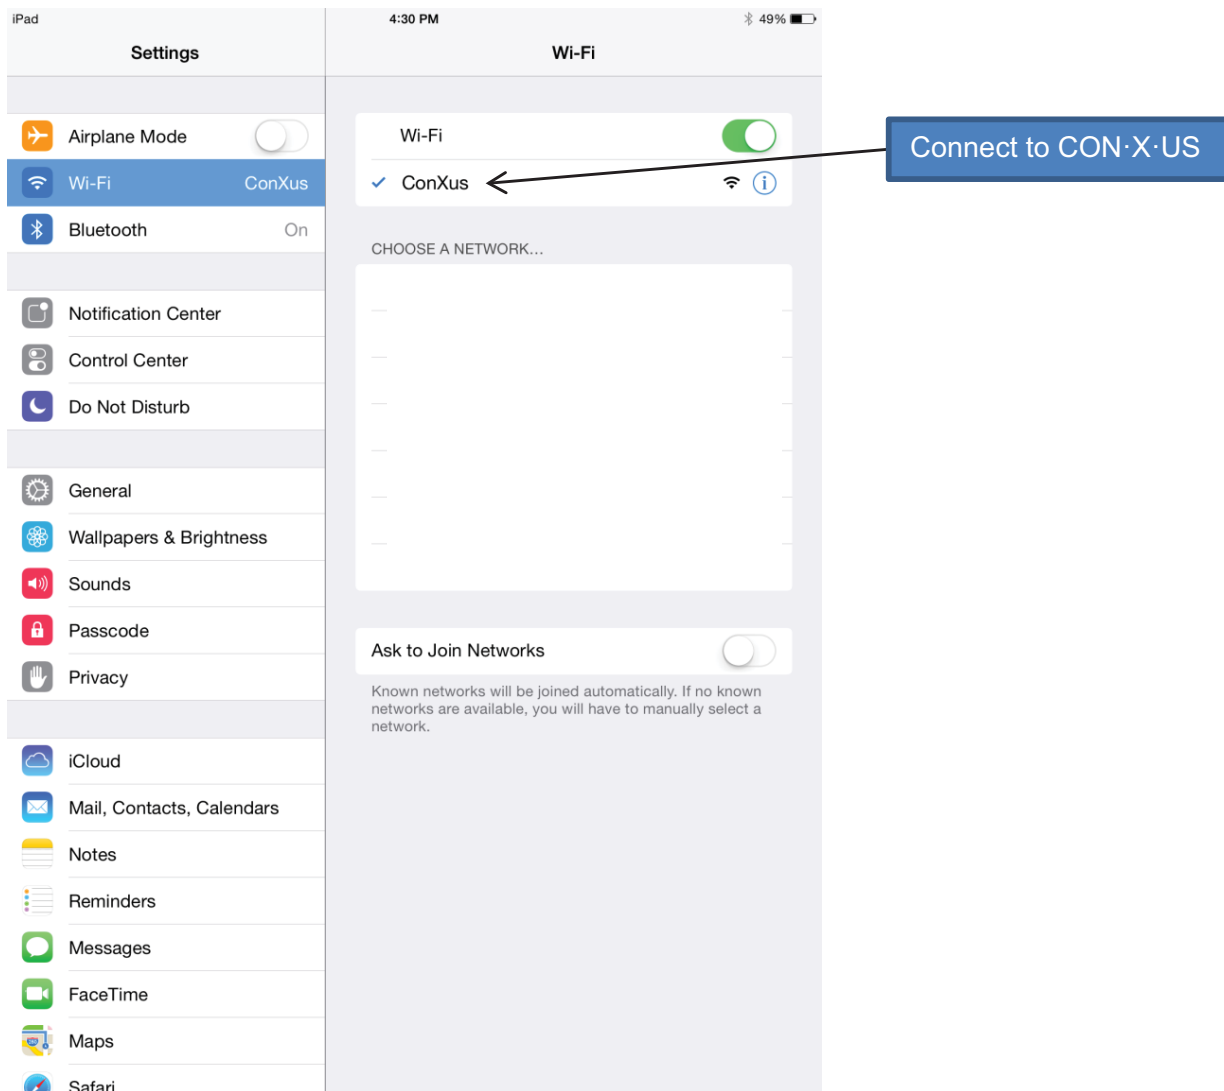 iPad
4:30 PM
49%
Settings
Wi-Fi
Airplane Mode
Wi-Fi ConXus
Bluetooth On
Notification Center
Control Center
Do Not Disturb
General
Wallpapers & Brightness
Sounds
Passcode
Privacy
iCloud
Mail, Contacts, Calendars
Notes
Reminders
Messages
FaceTime
Maps
Safari
Wi-Fi
ConXus
CHOOSE A NETWORK...
Ask to Join Networks
Known networks will be joined automatically. If no known
networks are available, you will have to manually select a
network.
Connect to CON·X·US